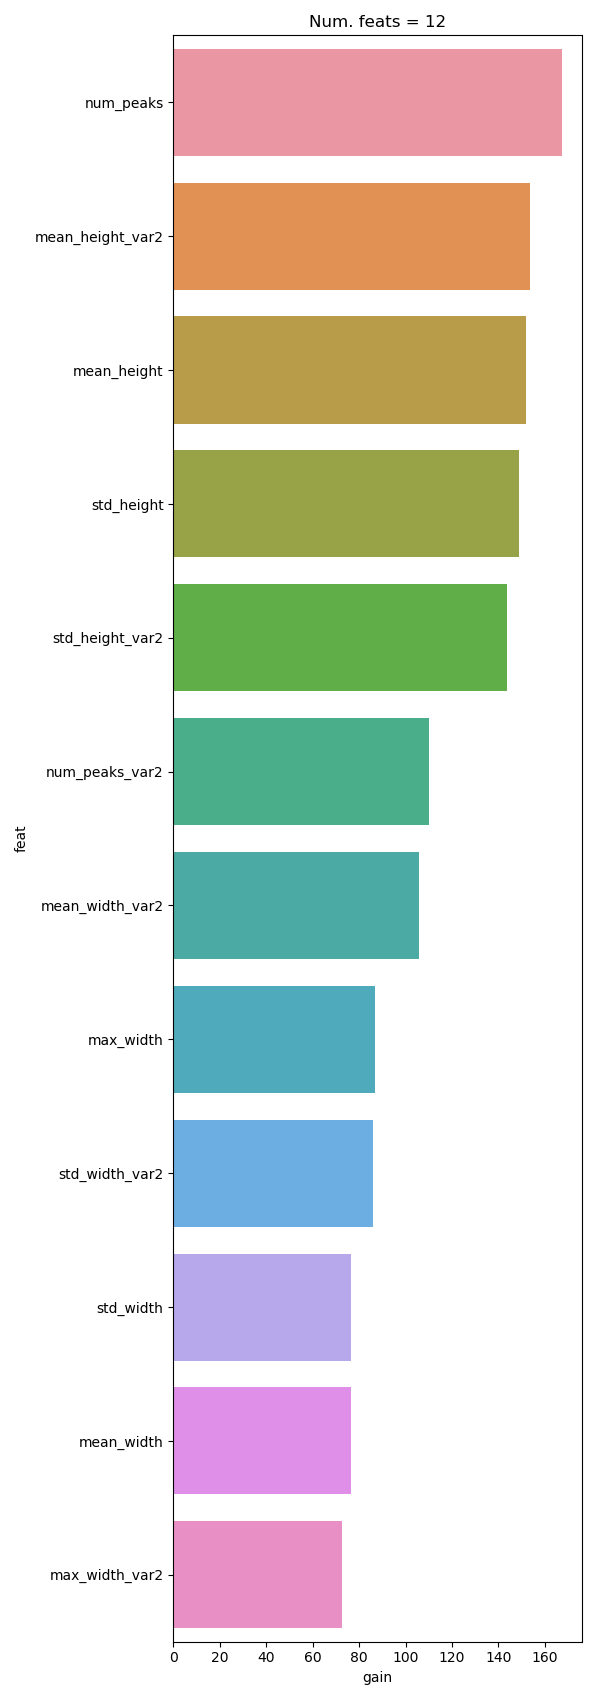 Num. feats = 12
num_peaks
mean_height_var2
mean_height
std_height
std_height_var2
num_peaks_var2
mean_width_var2
max_width
std_width_var2
std_width
mean_width
max_width_var2
feat
0 20 40 60 80 100 120 140 160
gain